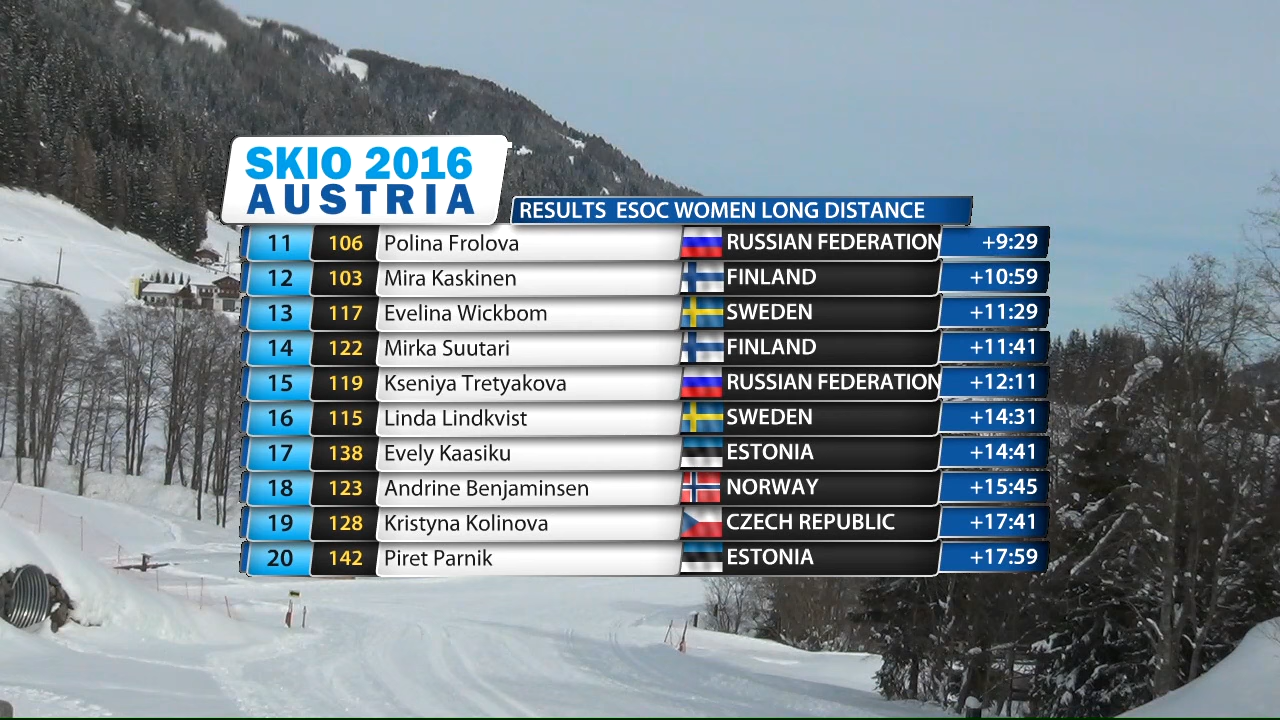 SKIO 2016
AUSTRIA
RESULTS ESOC WOMEN LONG DISTANCE
11 106 Polina Frolova RUSSIAN FEDERATION +9:29
12 103 Mira Kaskinen FINLAND +10:59
13 117 Evelina Wickbom SWEDEN +11:29
14 122 Mirka Suutari FINLAND +11:41
15 119 Kseniya Tretyakova RUSSIAN FEDERATION +12:11
16 115 Linda Lindkvist SWEDEN +14:31
17 138 Evely Kaasiku ESTONIA +14:41
18 123 Andrine Benjaminsen NORWAY +15:45
19 128 Kristyna Kolinova CZECH REPUBLIC +17:41
20 142 Piret Parnik ESTONIA +17:59